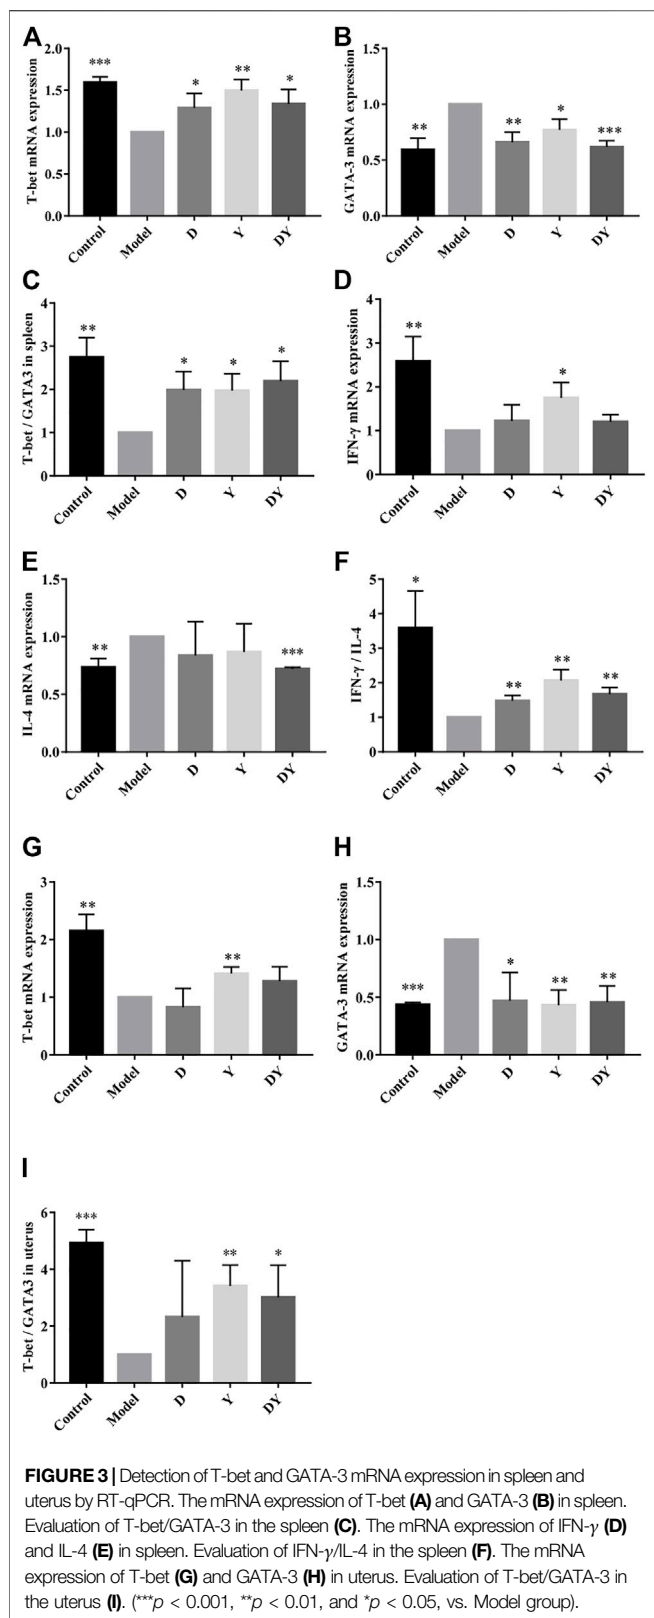 A
B
T-bet mRNA expression
2.0
1.5
1.0
0.5
0.0
***
*
**
*
Control
Model
D
Y
DY
GATA-3 mRNA expression
1.5
1.0
0.5
0.0
**
**
*
***
Control
Model
D
Y
DY
C
D
T-bet / GATA3 in spleen
4
3
2
1
0
**
*
*
*
Control
Model
D
Y
DY
IFN-γ mRNA expression
4
3
2
1
0
**
*
Control
Model
D
Y
DY
E
F
IL-4 mRNA expression
1.5
1.0
0.5
0.0
**
***
Control
Model
D
Y
DY
IFN-γ / IL-4
5
4
3
2
1
0
*
**
**
**
Control
Model
D
Y
DY
G
H
T-bet mRNA expression
3
2
1
0
**
**
Control
Model
D
Y
DY
GATA-3 mRNA expression
1.5
1.0
0.5
0.0
***
*
**
**
Control
Model
D
Y
DY
I
T-bet / GATA3 in uterus
6
4
2
0
***
**
*
Control
Model
D
Y
DY
FIGURE 3 | Detection of T-bet and GATA-3 mRNA expression in spleen and
uterus by RT-qPCR. The mRNA expression of T-bet (A) and GATA-3 (B) in spleen.
Evaluation of T-bet/GATA-3 in the spleen (C). The mRNA expression of IFN-γ (D)
and IL-4 (E) in spleen. Evaluation of IFN-γ/IL-4 in the spleen (F). The mRNA
expression of T-bet (G) and GATA-3 (H) in uterus. Evaluation of T-bet/GATA-3 in
the uterus (I). (***p < 0.001, **p < 0.01, and *p < 0.05, vs. Model group).